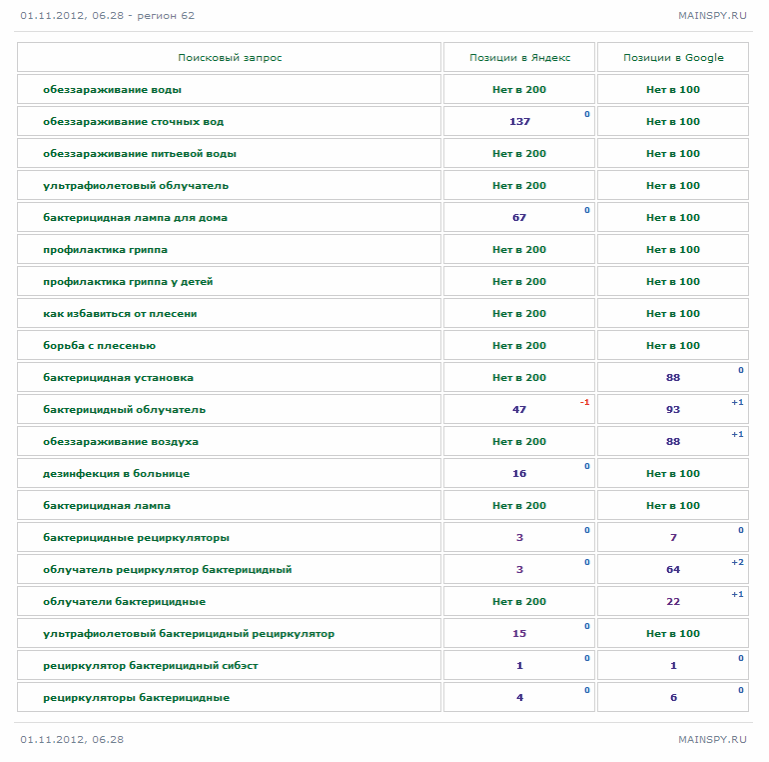 01.11.2012, 06.28 - регион 62 MAINSPY.RU
Поисковый запрос Позиции в Яндекс Позиции в Google
обеззараживание воды Нет в 200 Нет в 100
обеззараживание сточных вод 137 0 Нет в 100
обеззараживание питьевой воды Нет в 200 Нет в 100
ультрафиолетовый облучатель Нет в 200 Нет в 100
бактерицидная лампа для дома 67 0 Нет в 100
профилактика гриппа Нет в 200 Нет в 100
профилактика гриппа у детей Нет в 200 Нет в 100
как избавиться от плесени Нет в 200 Нет в 100
борьба с плесенью Нет в 200 Нет в 100
бактерицидная установка Нет в 200 88 0
бактерицидный облучатель 47 -1 93 +1
обеззараживание воздуха Нет в 200 88 +1
дезинфекция в больнице 16 0 Нет в 100
бактерицидная лампа Нет в 200 Нет в 100
бактерицидные рециркуляторы 3 0 7 0
облучатель рециркулятор бактерицидный 3 0 64 +2
облучатели бактерицидные Нет в 200 22 +1
ультрафиолетовый бактерицидный рециркулятор 15 0 Нет в 100
рециркулятор бактерицидный сибэст 1 0 1 0
рециркуляторы бактерицидные 4 0 6 0
01.11.2012, 06.28 MAINSPY.RU